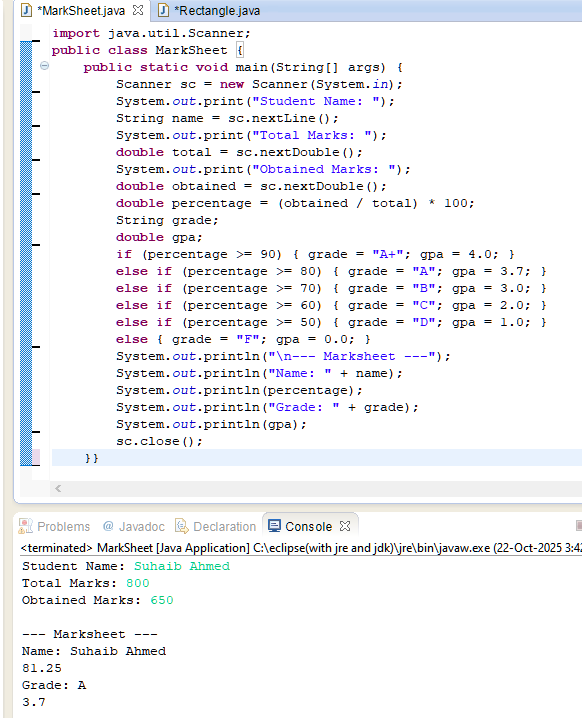 *MarkSheet.java *Rectangle.java
import java.util.Scanner;
public class MarkSheet {
    public static void main(String[] args) {
        Scanner sc = new Scanner(System.in);
        System.out.print("Student Name: ");
        String name = sc.nextLine();
        System.out.print("Total Marks: ");
        double total = sc.nextDouble();
        System.out.print("Obtained Marks: ");
        double obtained = sc.nextDouble();
        double percentage = (obtained / total) * 100;
        String grade;
        double gpa;
        if (percentage >= 90) { grade = "A+"; gpa = 4.0; }
        else if (percentage >= 80) { grade = "A"; gpa = 3.7; }
        else if (percentage >= 70) { grade = "B"; gpa = 3.0; }
        else if (percentage >= 60) { grade = "C"; gpa = 2.0; }
        else if (percentage >= 50) { grade = "D"; gpa = 1.0; }
        else { grade = "F"; gpa = 0.0; }
        System.out.println("\n--- Marksheet ---");
        System.out.println("Name: " + name);
        System.out.println(percentage);
        System.out.println("Grade: " + grade);
        System.out.println(gpa);
        sc.close();
    }}
Problems @ Javadoc Declaration Console
<terminated> MarkSheet [Java Application] C:\eclipse(with jre and jdk)\jre\bin\javaw.exe (22-Oct-2025 3:42
Student Name: Suhaib Ahmed
Total Marks: 800
Obtained Marks: 650

--- Marksheet ---
Name: Suhaib Ahmed
81.25
Grade: A
3.7